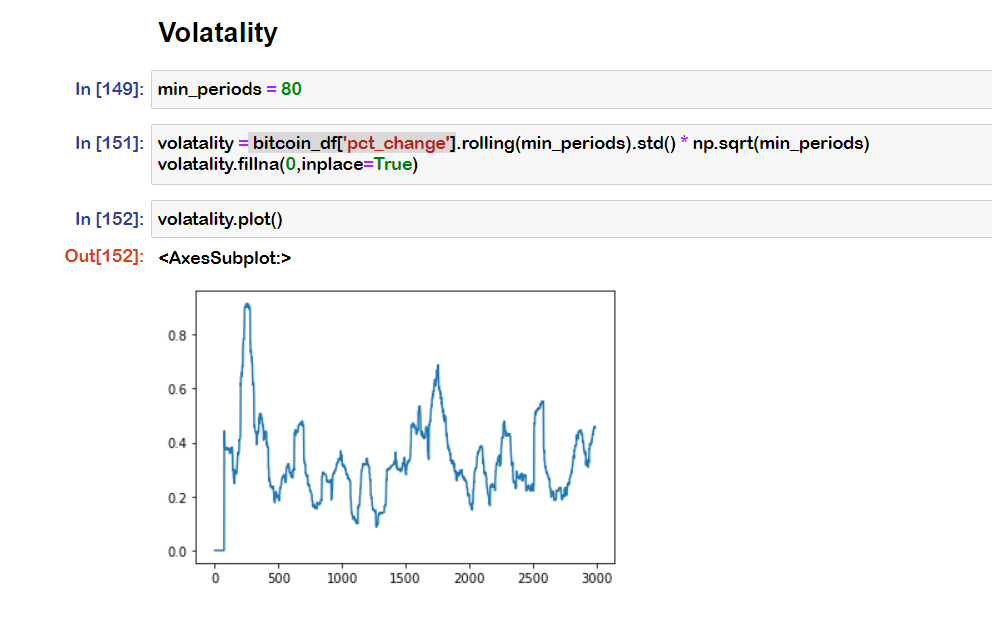 Volatality
In [149]: min_periods = 80
In [151]: volatality = bitcoin_df['pct_change'].rolling(min_periods).std() * np.sqrt(min_periods)
volatality.fillna(0,inplace=True)
In [152]: volatality.plot()
Out[152]: <AxesSubplot:>
0.8
0.6
0.4
0.2
0.0
0 500 1000 1500 2000 2500 3000